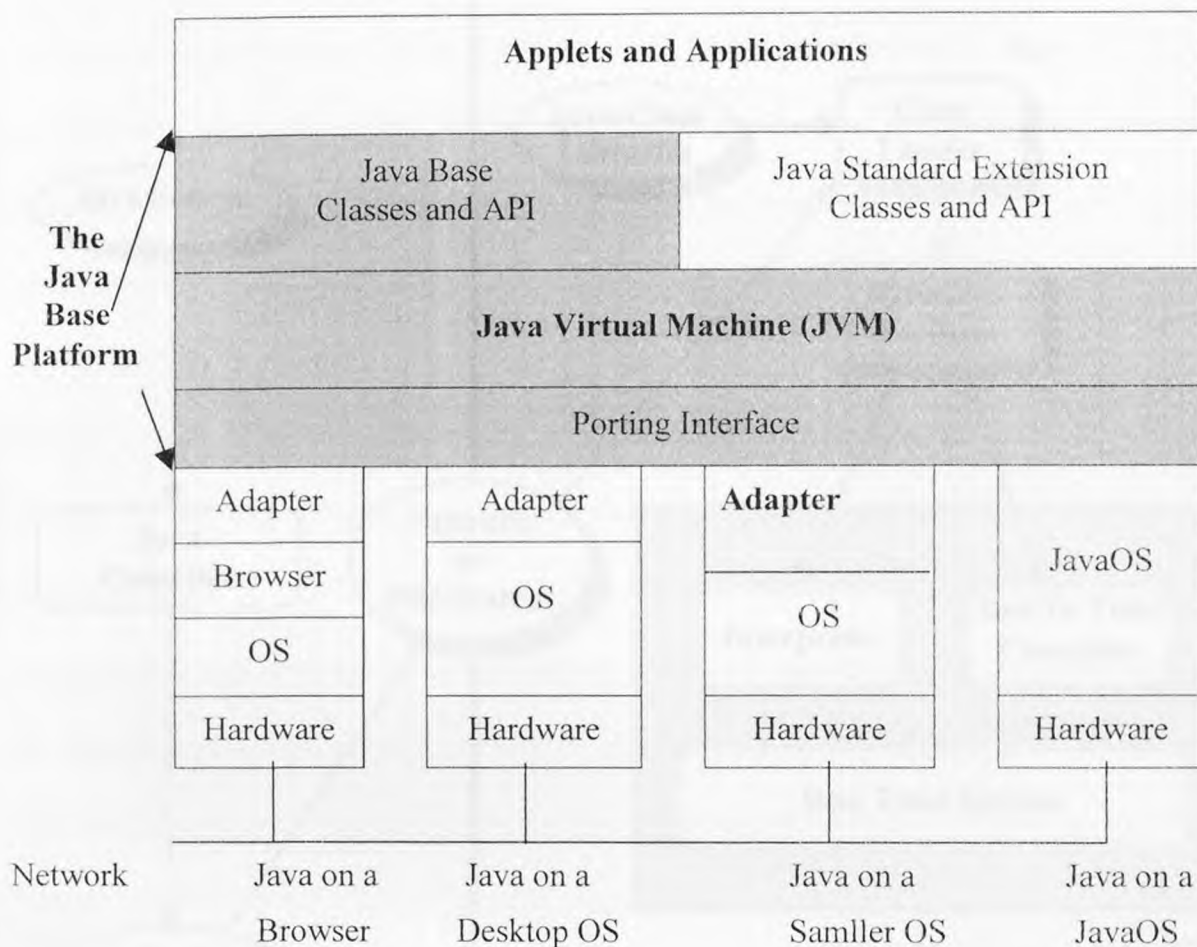 Applets and Applications
Java Base
Classes and API
Java Standard Extension
Classes and API
The
Java
Base
Platform
Java Virtual Machine (JVM)
Porting Interface
Adapter
Browser
OS
Hardware
Adapter
OS
Hardware
Adapter
OS
Hardware
JavaOS
Hardware
Network
Java on a
Browser
Java on a
Desktop OS
Java on a
Samller OS
Java on a
JavaOS